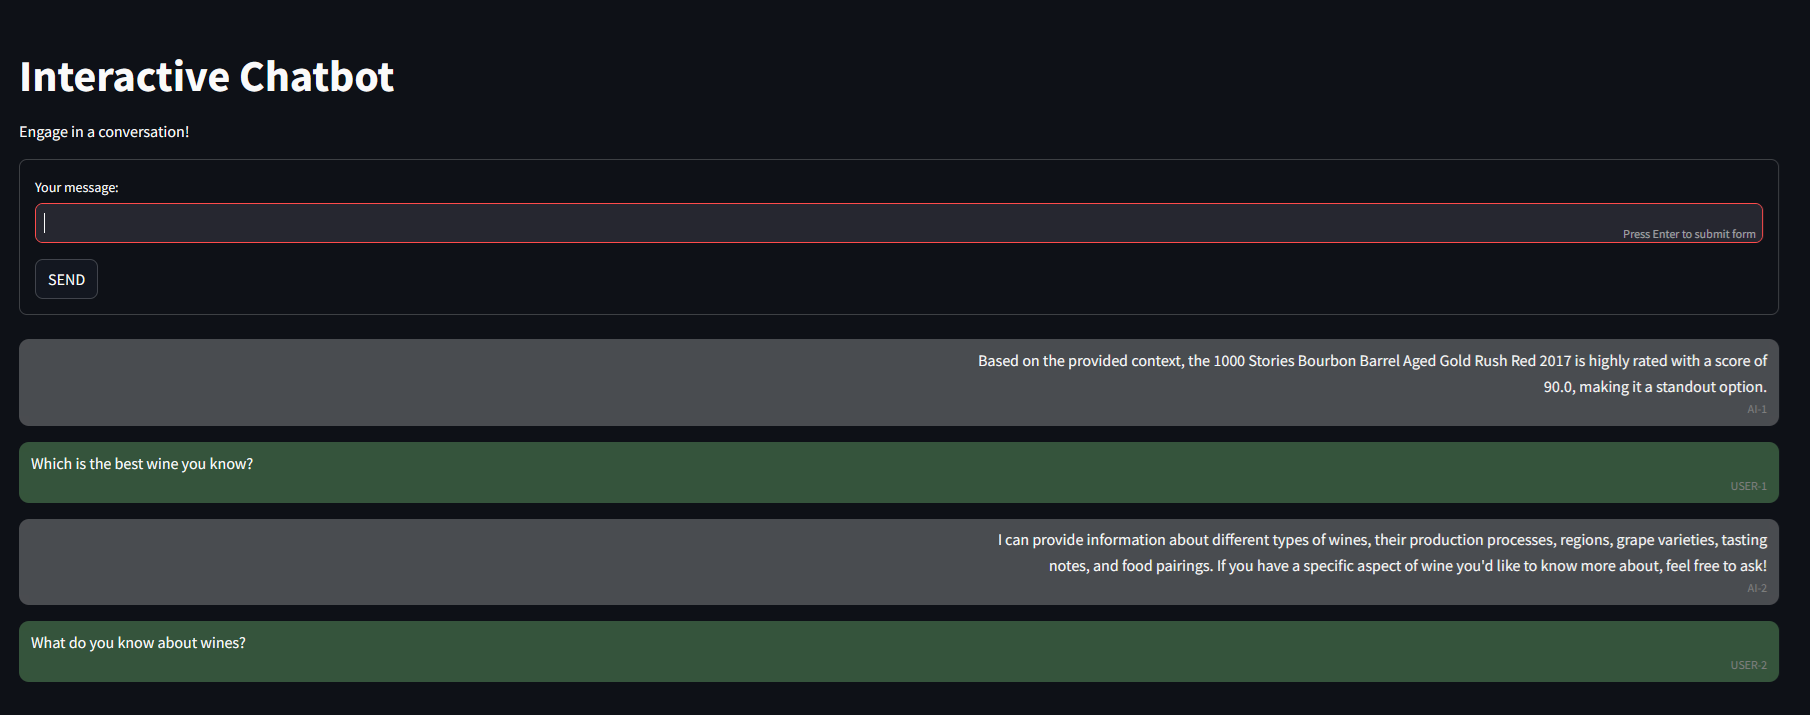 Interactive Chatbot
Engage in a conversation!
Your message:
Press Enter to submit form
SEND
Based on the provided context, the 1000 Stories Bourbon Barrel Aged Gold Rush Red 2017 is highly rated with a score of
90.0, making it a standout option.
AI-1
Which is the best wine you know?
USER-1
I can provide information about different types of wines, their production processes, regions, grape varieties, tasting
notes, and food pairings. If you have a specific aspect of wine you'd like to know more about, feel free to ask!
AI-2
What do you know about wines?
USER-2